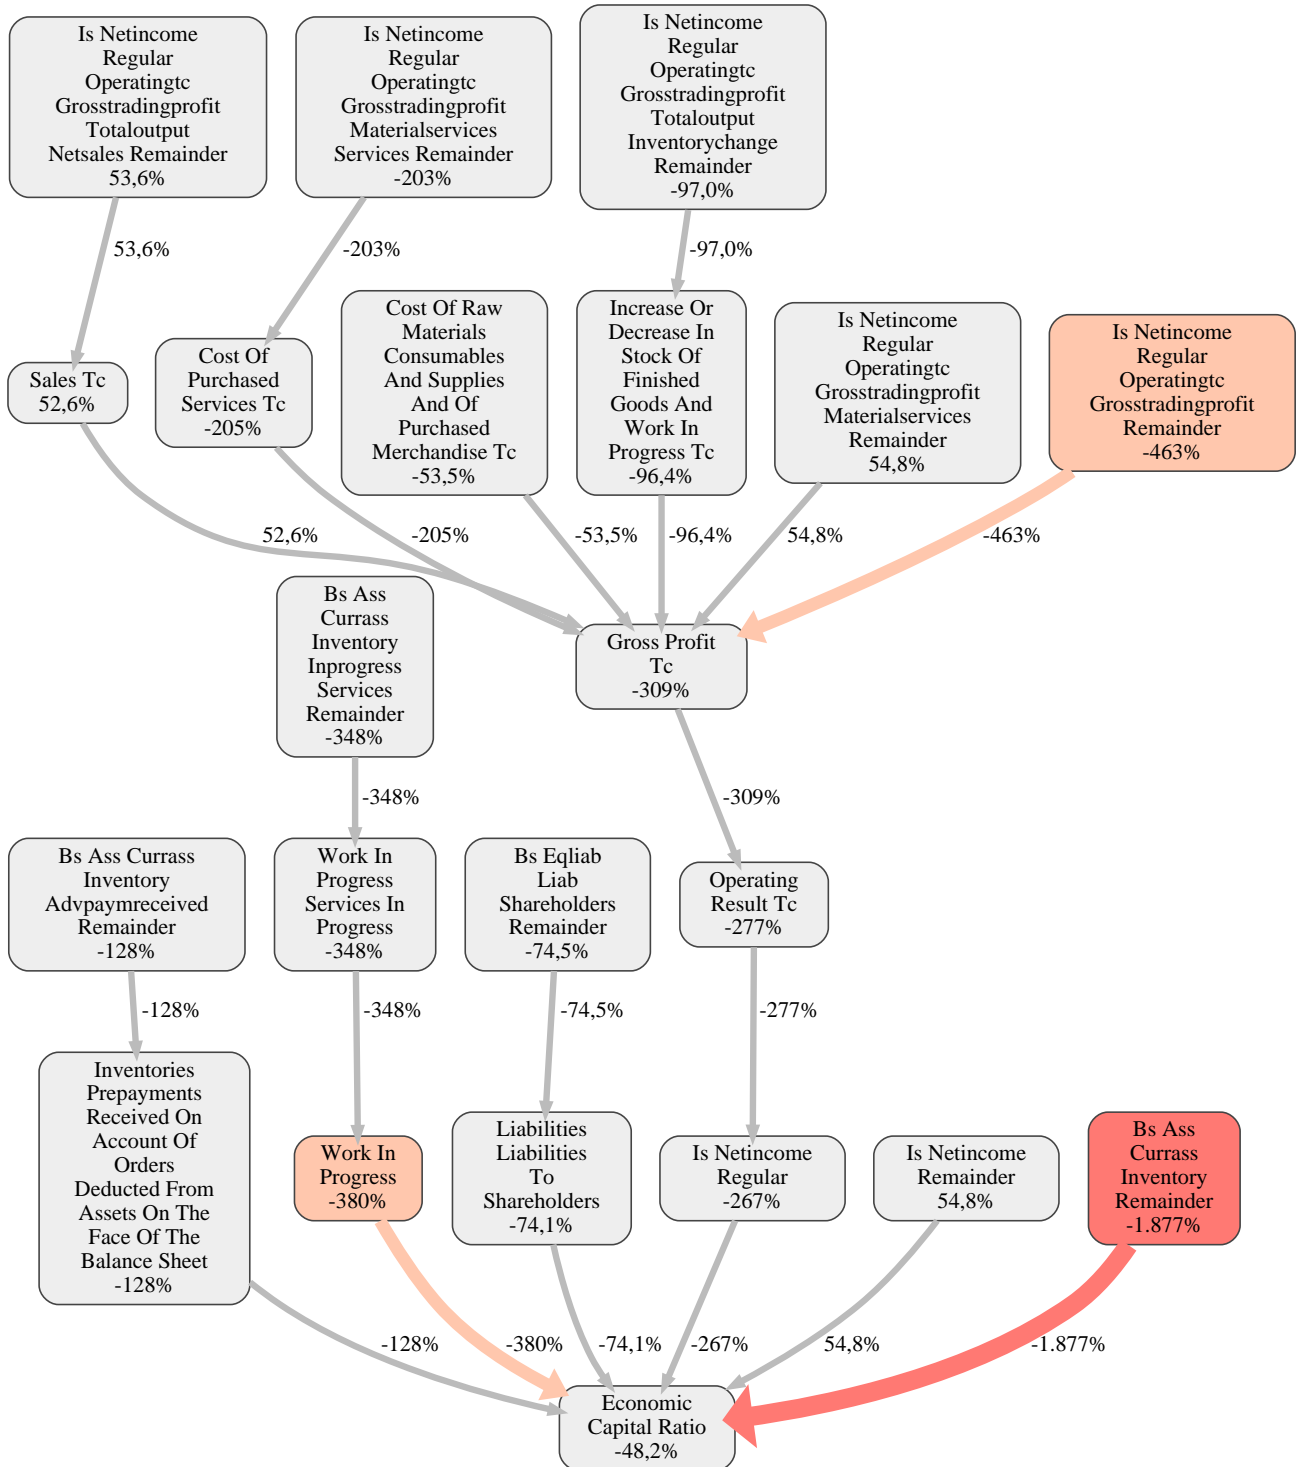 Is Netincome
Regular
Operatingtc
Grosstradingprofit
Totaloutput
Netsales Remainder
53,6%
Is Netincome
Regular
Operatingtc
Grosstradingprofit
Materialservices
Services Remainder
-203%
Is Netincome
Regular
Operatingtc
Grosstradingprofit
Totaloutput
Inventorychange
Remainder
-97,0%
53,6%
-203%
-97,0%
Sales Tc
52,6%
Cost Of
Purchased
Services Tc
-205%
Cost Of Raw
Materials
Consumables
And Supplies
And Of
Purchased
Merchandise Tc
-53,5%
Increase Or
Decrease In
Stock Of
Finished
Goods And
Work In
Progress Tc
-96,4%
Is Netincome
Regular
Operatingtc
Grosstradingprofit
Materialservices
Remainder
54,8%
Is Netincome
Regular
Operatingtc
Grosstradingprofit
Remainder
-463%
52,6%
-205%
-53,5%
-96,4%
54,8%
-463%
Bs Ass
Currass
Inventory
Inprogress
Services
Remainder
-348%
Gross Profit
Tc
-309%
-348%
-309%
Bs Ass Currass
Inventory
Advpaymreceived
Remainder
-128%
Work In
Progress
Services In
Progress
-348%
Bs Eqliab
Liab
Shareholders
Remainder
-74,5%
Operating
Result Tc
-277%
-128%
-348%
-74,5%
-277%
Inventories
Prepayments
Received On
Account Of
Orders
Deducted From
Assets On The
Face Of The
Balance Sheet
-128%
Work In
Progress
-380%
Liabilities
Liabilities
To
Shareholders
-74,1%
Is Netincome
Regular
-267%
Is Netincome
Remainder
54,8%
Bs Ass
Currass
Inventory
Remainder
-1.877%
-128%
-380%
-74,1%
-267%
54,8%
-1.877%
Economic
Capital Ratio
-48,2%